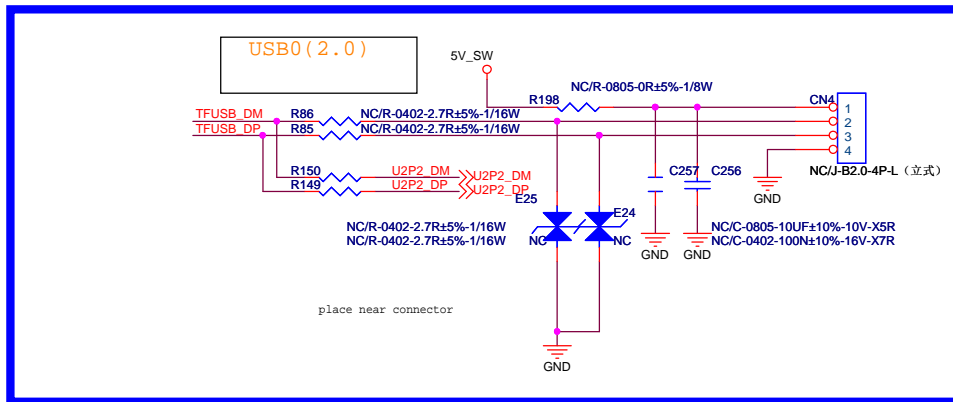 USB0(2.0)
5V_SW
NC/R-0805-0R±5%-1/8W
R198
CN4
TFUSB_DM
R86
NC/R-0402-2.7R±5%-1/16W
1
2
TFUSB_DP
R85
NC/R-0402-2.7R±5%-1/16W
3
4
R150
U2P2_DM
U2P2_DM
R149
U2P2_DP
U2P2_DP
C257
C256
NC/J-B2.0-4P-L（立式）
GND
E25
E24
NC/R-0402-2.7R±5%-1/16W
NC/R-0402-2.7R±5%-1/16W
NC
NC
NC/C-0805-10UF±10%-10V-X5R
NC/C-0402-100N±10%-16V-X7R
GND
GND
place near connector
GND